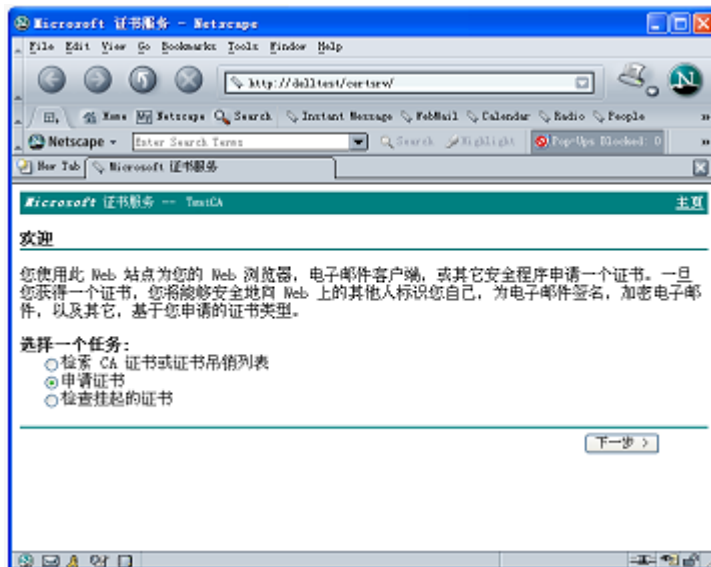 Microsoft 证书服务 - Netscape
File Edit View Go Bookmarks Tools Window Help
http://delltest/certsrv/
Home Netscape Search Instant Message WebMail Calendar Radio People
Netscape Enter Search Terms Search Highlight Pop-Ups Blocked: 0
New Tab Microsoft 证书服务
Microsoft 证书服务 -- TestCA 主页
欢迎
您使用此 Web 站点为您的 Web 浏览器，电子邮件客户端，或其它安全程序申请一个证书。一旦
您获得一个证书，您将能够安全地向 Web 上的其他人标识您自己，为电子邮件签名，加密电子邮
件，以及其它，基于您申请的证书类型。
选择一个任务:
检索 CA 证书或证书吊销列表
申请证书
检查挂起的证书
下一步 >